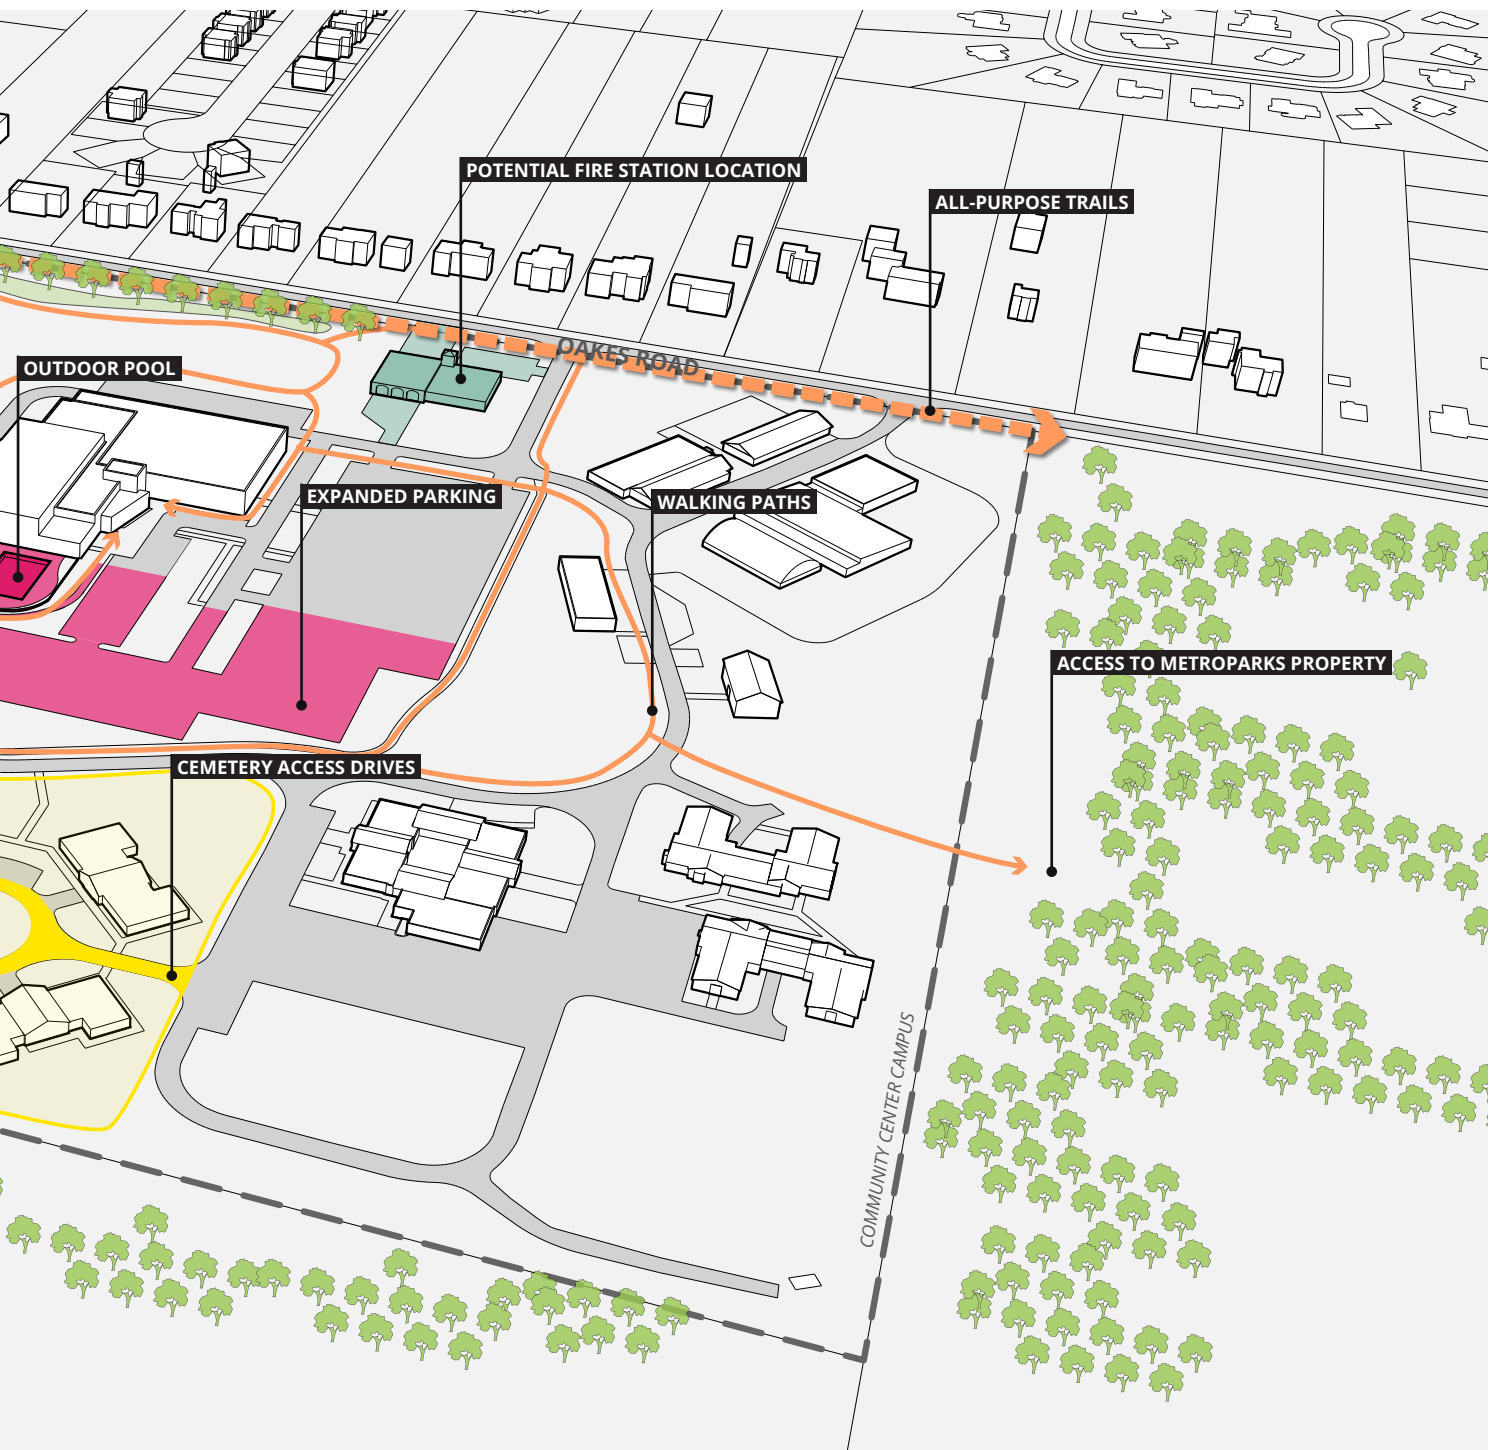 POTENTIAL FIRE STATION LOCATION
ALL-PURPOSE TRAILS
OAKES ROAD
OUTDOOR POOL
EXPANDED PARKING
WALKING PATHS
ACCESS TO METROPARKS PROPERTY
CEMETERY ACCESS DRIVES
COMMUNITY CENTER CAMPUS